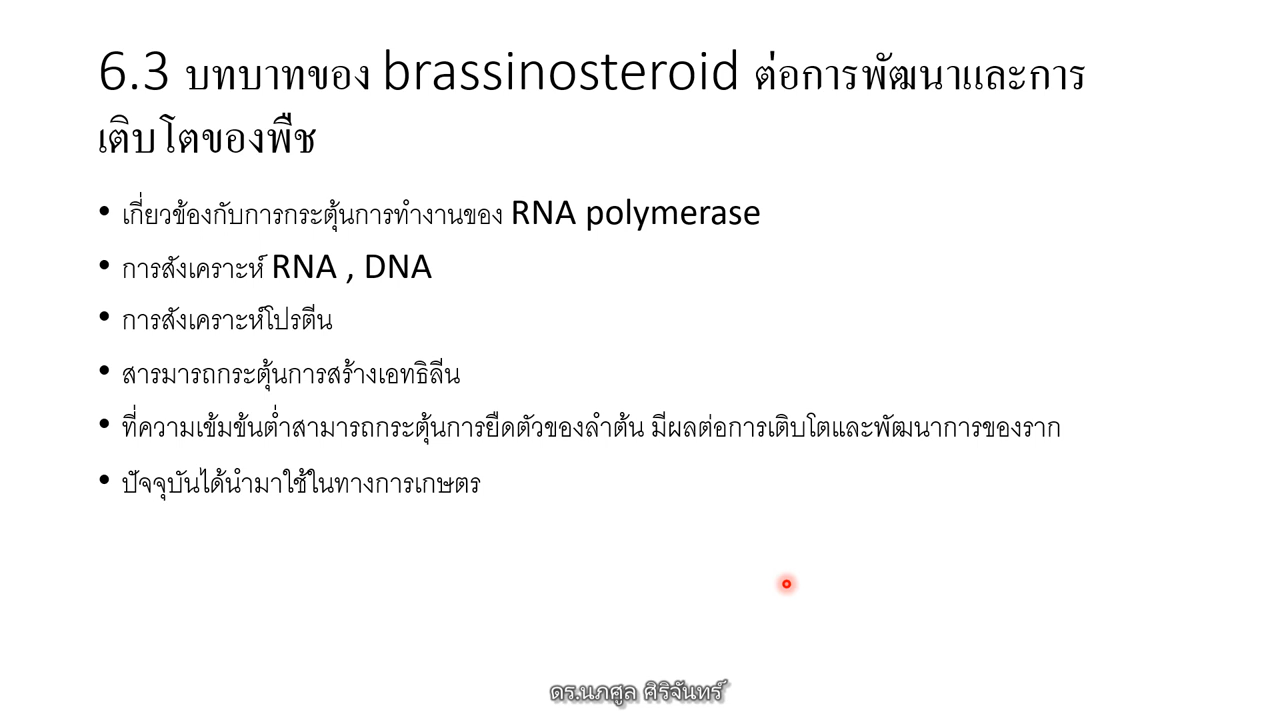 6.3 บทบาทของ brassinosteroid ต่อการพัฒนาและการ
เติบโตของพืช
• เกี่ยวข้องกับการกระตุ้นการทำงานของ RNA polymerase
• การสังเคราะห์ RNA , DNA
• การสังเคราะห์โปรตีน
• สารมารถกระตุ้นการสร้างเอทธิลีน
• ที่ความเข้มข้นต่ำสามารถกระตุ้นการยืดตัวของลำต้น มีผลต่อการเติบโตและพัฒนาการของราก
• ปัจจุบันได้นำมาใช้ในทางการเกษตร
ดร.นภศูล ศิริจันทร์